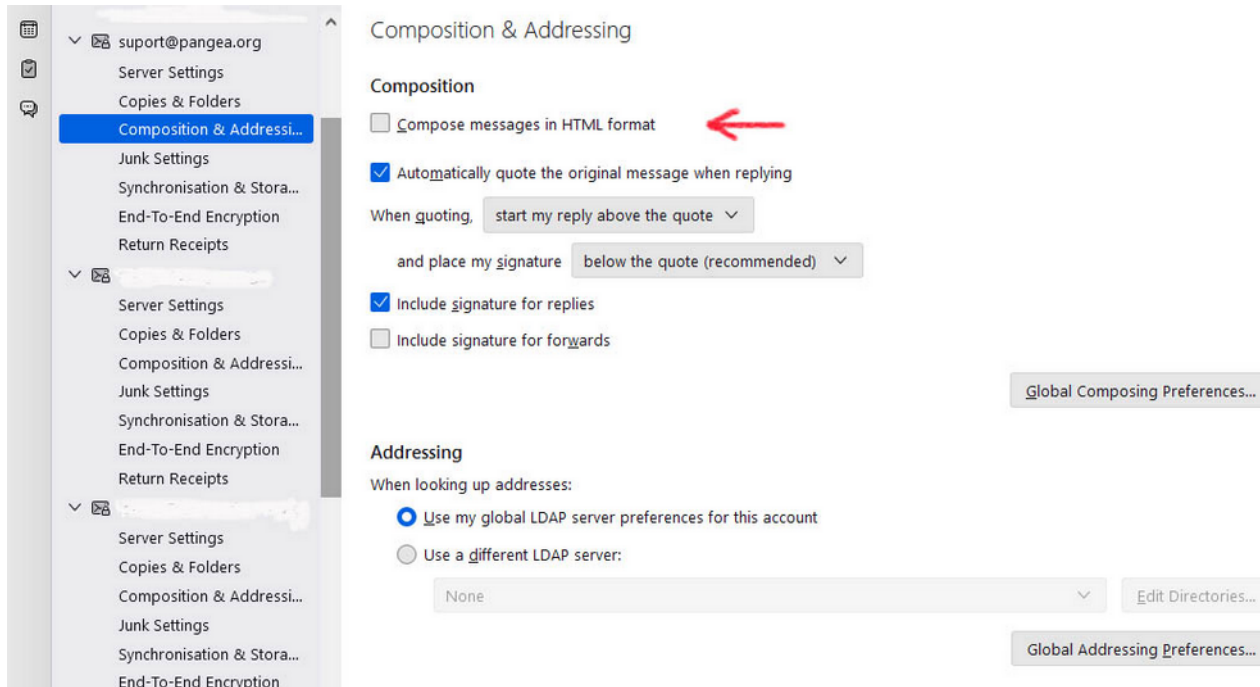 suport@pangea.org
Server Settings
Copies & Folders
Composition & Addressi...
Junk Settings
Synchronisation & Stora...
End-To-End Encryption
Return Receipts
Server Settings
Copies & Folders
Composition & Addressi...
Junk Settings
Synchronisation & Stora...
End-To-End Encryption
Return Receipts
Server Settings
Copies & Folders
Composition & Addressi...
Junk Settings
Synchronisation & Stora...
End-To-End Encryption
Composition & Addressing
Composition
Compose messages in HTML format
Automatically quote the original message when replying
When quoting, start my reply above the quote
and place my signature below the quote (recommended)
Include signature for replies
Include signature for forwards
Global Composing Preferences...
Addressing
When looking up addresses:
Use my global LDAP server preferences for this account
Use a different LDAP server:
None Edit Directories...
Global Addressing Preferences...